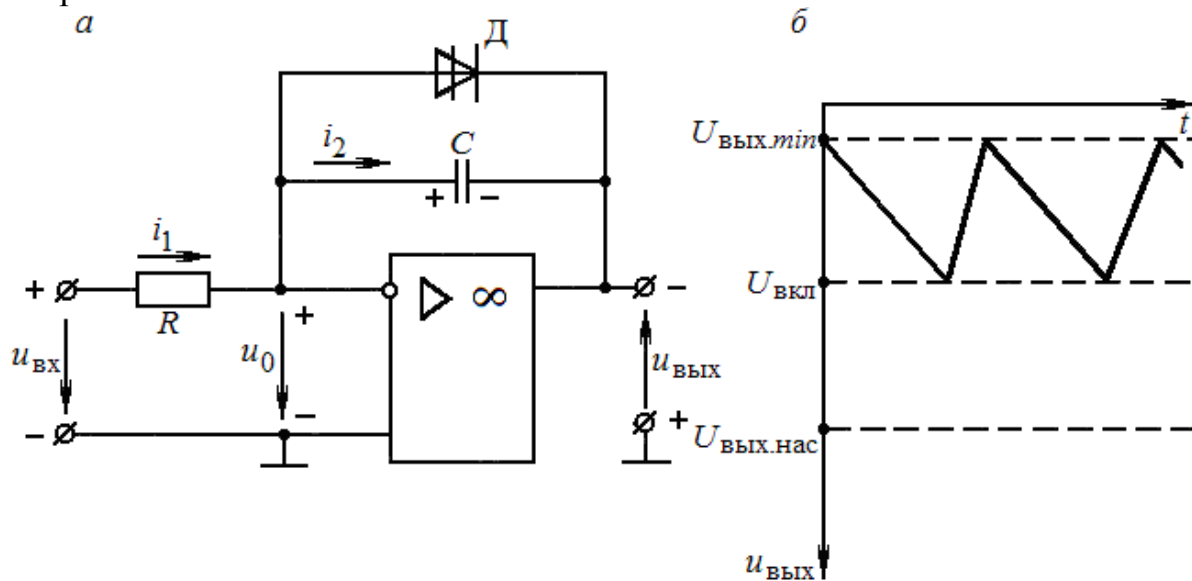 а
б
Д
i2
C
+ -
i1
+
R
uвх
-
+
u0
-
∞
-
uвых
+
t
Uвых.min
Uвкл
Uвых.нас
uвых